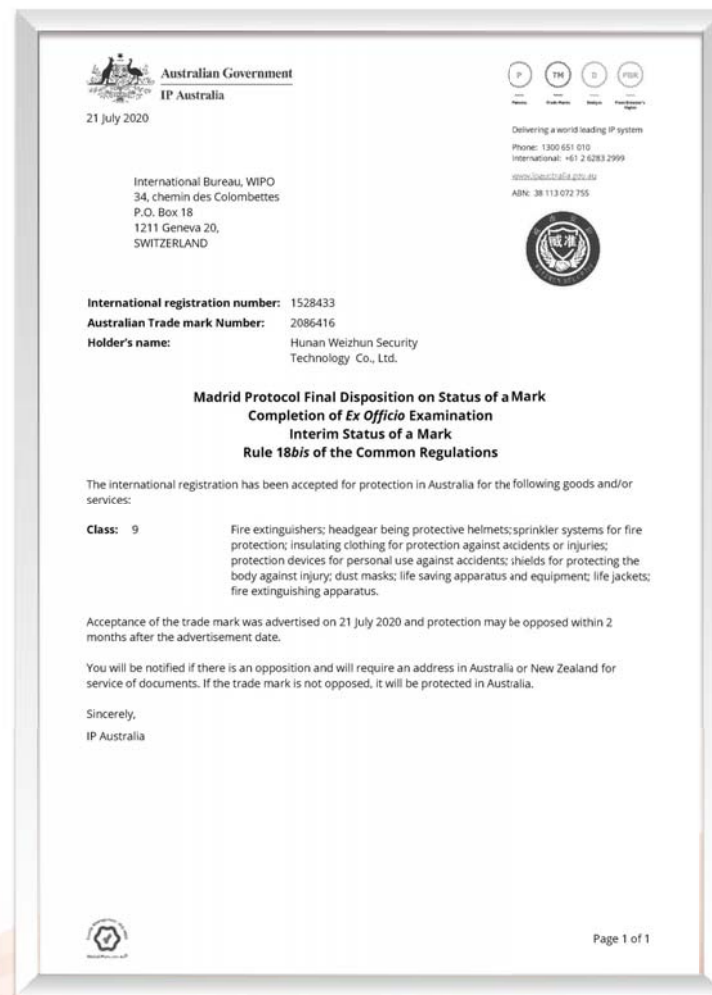 Australian Government
IP Australia
21 July 2020
P TM D PBR
Patents Trade Marks Designs Plant Breeder's
Rights
Delivering a world leading IP system
Phone: 1300 651 010
International: +61 2 6283 2999
www.ipaustralia.gov.au
ABN: 38 113 072 755
International Bureau, WIPO
34, chemin des Colombettes
P.O. Box 18
1211 Geneva 20,
SWITZERLAND
威准
International registration number: 1528433
Australian Trade mark Number: 2086416
Holder's name: Hunan Weizhun Security
Technology Co., Ltd.
Madrid Protocol Final Disposition on Status of a Mark
Completion of Ex Officio Examination
Interim Status of a Mark
Rule 18bis of the Common Regulations
The international registration has been accepted for protection in Australia for the following goods and/or
services:
Class: 9 Fire extinguishers; headgear being protective helmets; sprinkler systems for fire
protection; insulating clothing for protection against accidents or injuries;
protection devices for personal use against accidents; shields for protecting the
body against injury; dust masks; life saving apparatus and equipment; life jackets;
fire extinguishing apparatus.
Acceptance of the trade mark was advertised on 21 July 2020 and protection may be opposed within 2
months after the advertisement date.
You will be notified if there is an opposition and will require an address in Australia or New Zealand for
service of documents. If the trade mark is not opposed, it will be protected in Australia.
Sincerely,
IP Australia
Page 1 of 1